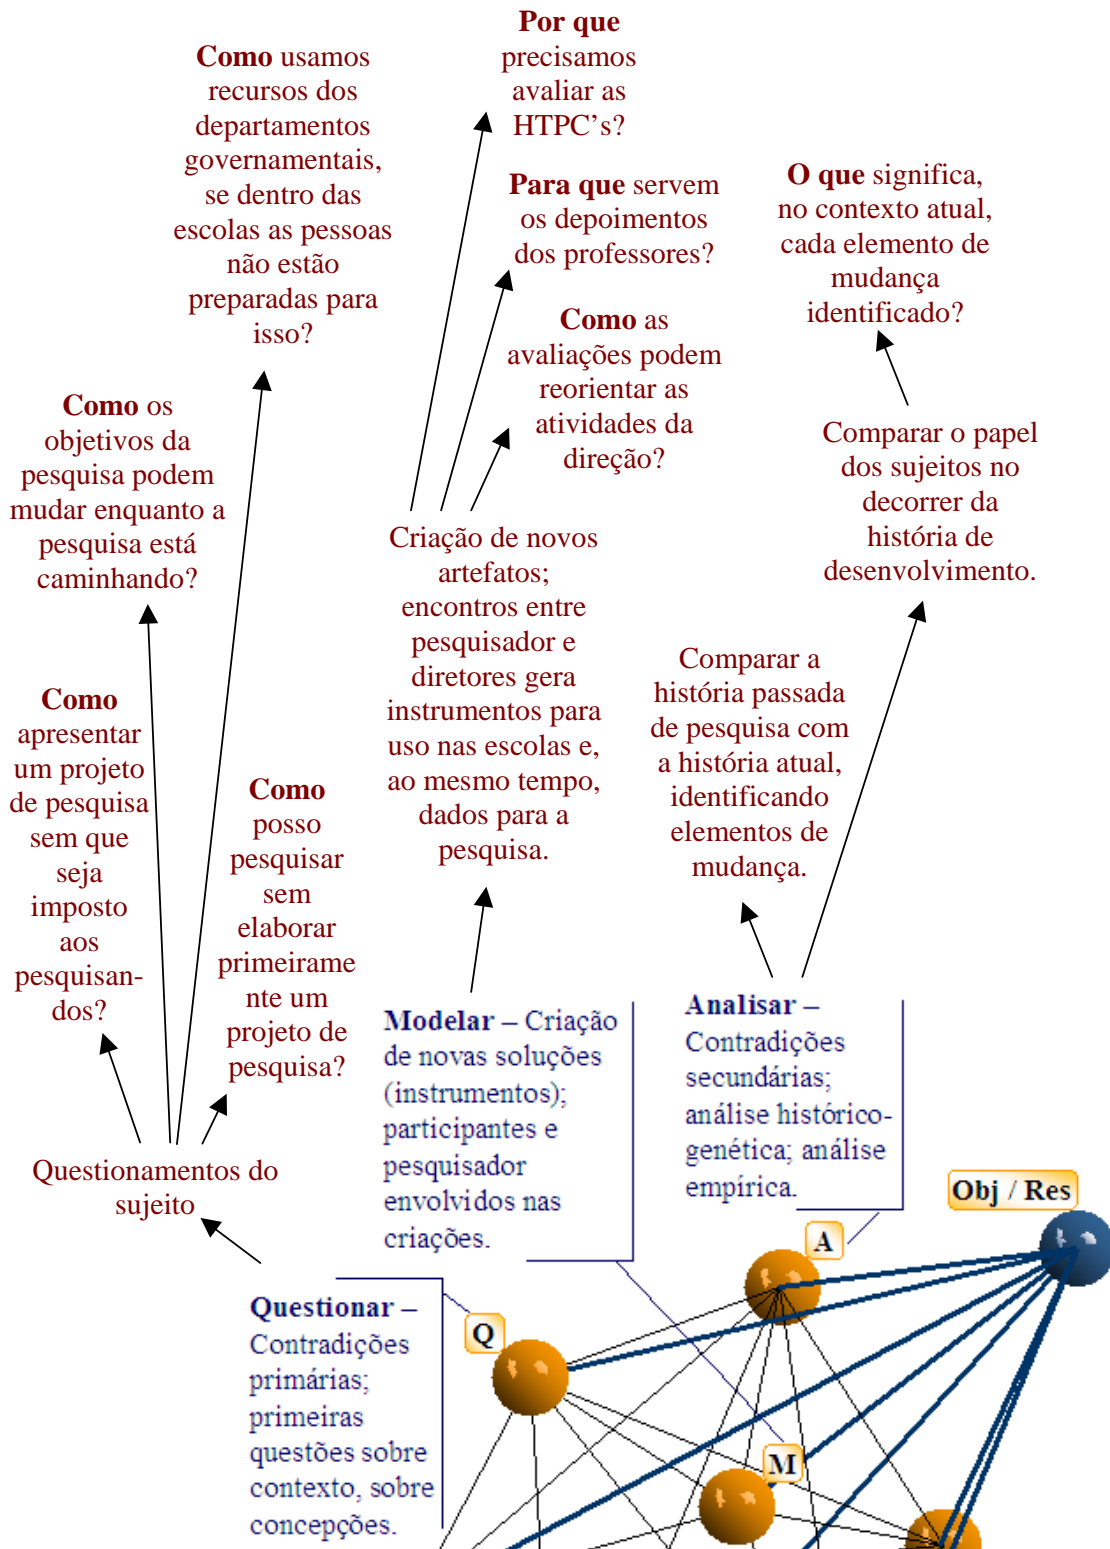 Por que
precisamos
avaliar as
HTPC's?
Como usamos
recursos dos
departamentos
governamentais,
se dentro das
escolas as pessoas
não estão
preparadas para
isso?
Para que servem
os depoimentos
dos professores?
O que significa,
no contexto atual,
cada elemento de
mudança
identificado?
Como as
avaliações podem
reorientar as
atividades da
direção?
Como os
objetivos da
pesquisa podem
mudar enquanto a
pesquisa está
caminhando?
Comparar o papel
dos sujeitos no
decorrer da
história de
desenvolvimento.
Criação de novos
artefatos;
encontros entre
pesquisador e
diretores gera
instrumentos para
uso nas escolas e,
ao mesmo tempo,
dados para a
pesquisa.
Comparar a
história passada
de pesquisa com
a história atual,
identificando
elementos de
mudança.
Como
apresentar
um projeto
de pesquisa
sem que
seja
imposto
aos
pesquisan-
dos?
Como
posso
pesquisar
sem
elaborar
primeirame
nte um
projeto de
pesquisa?
Modelar – Criação
de novas soluções
(instrumentos);
participantes e
pesquisador
envolvidos nas
criações.
Analisar –
Contradições
secundárias;
análise histórico-
genética; análise
empírica.
Questionamentos do
sujeito
Obj / Res
A
Q
M
Questionar –
Contradições
primárias;
primeiras
questões sobre
contexto, sobre
concepções.